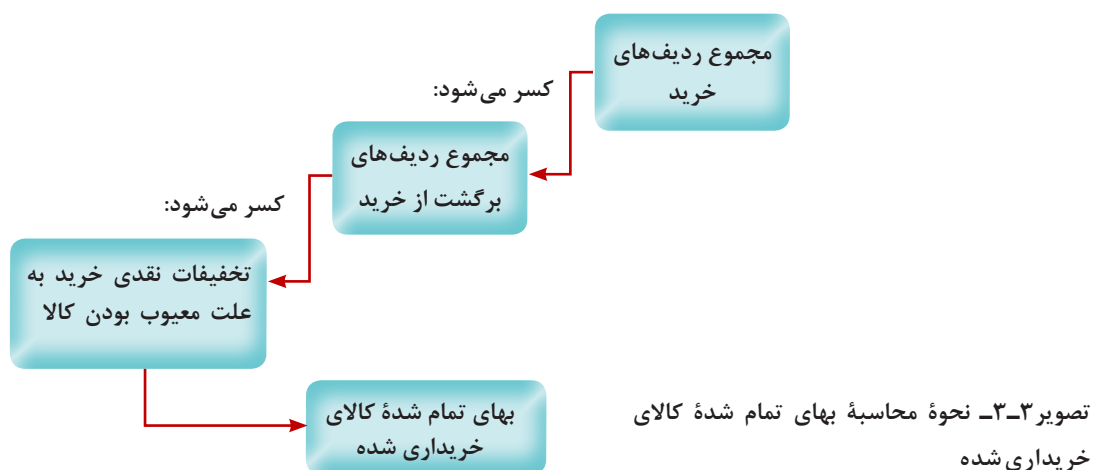 مجموع ردیف‌های
خرید
کسر می‌شود:
مجموع ردیف‌های
برگشت از خرید
کسر می‌شود:
تخفیفات نقدی خرید به
علت معیوب بودن کالا
بهای تمام شدهٔ کالای
خریداری شده
تصویر۳ـ۳ـ نحوهٔ محاسبهٔ بهای تمام شدهٔ کالای
خریداری‌شده